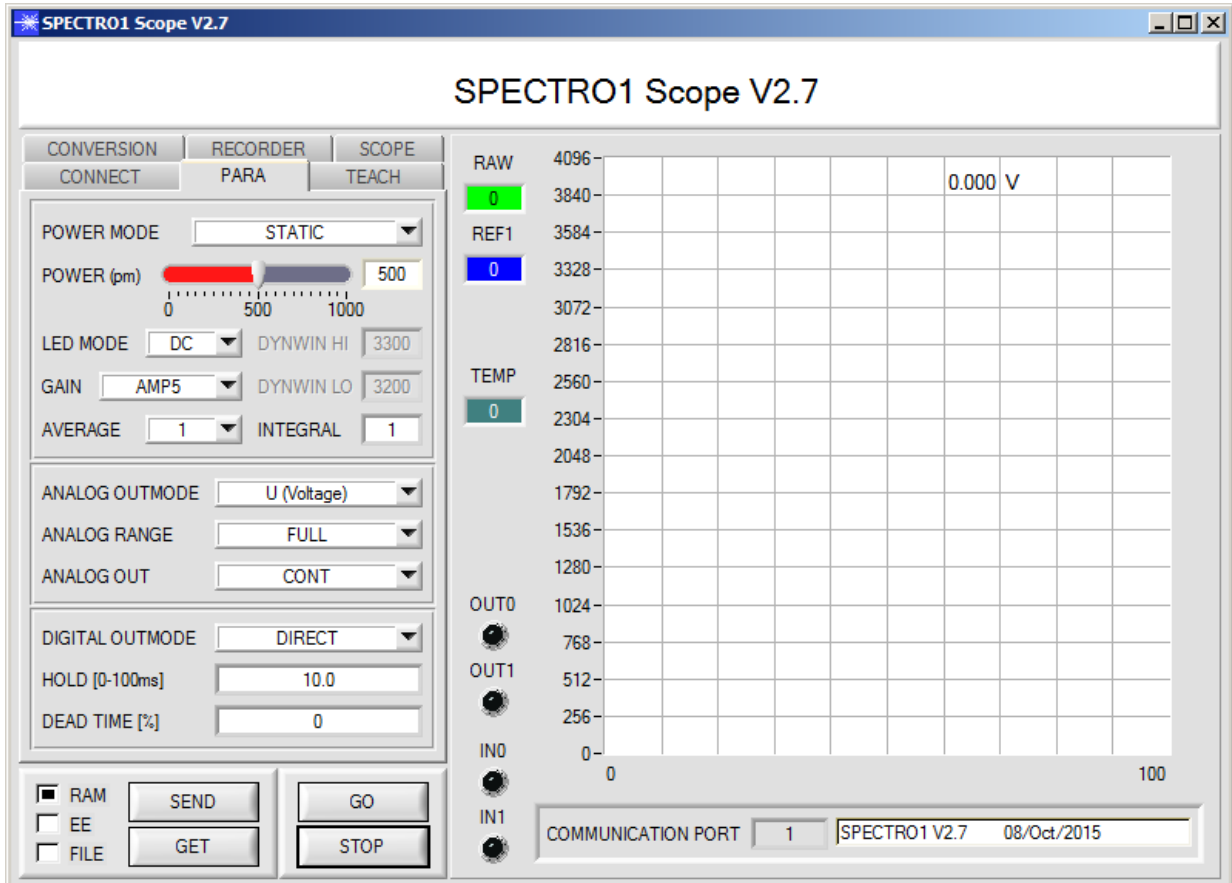 SPECTRO1 Scope V2.7
SPECTRO1 Scope V2.7
CONVERSION RECORDER SCOPE
CONNECT PARA TEACH
POWER MODE STATIC
POWER (pm) 500
0 500 1000
LED MODE DC DYNWIN HI 3300
GAIN AMP5 DYNWIN LO 3200
AVERAGE 1 INTEGRAL 1
ANALOG OUTMODE U (Voltage)
ANALOG RANGE FULL
ANALOG OUT CONT
DIGITAL OUTMODE DIRECT
HOLD [0-100ms] 10.0
DEAD TIME [%] 0
RAM SEND GO
EE
FILE GET STOP
RAW
0
REF1
0
TEMP
0
OUT0
OUT1
IN0
IN1
4096
3840
3584
3328
3072
2816
2560
2304
2048
1792
1536
1280
1024
768
512
256
0
0.000 V
0 100
COMMUNICATION PORT 1 SPECTRO1 V2.7 08/Oct/2015